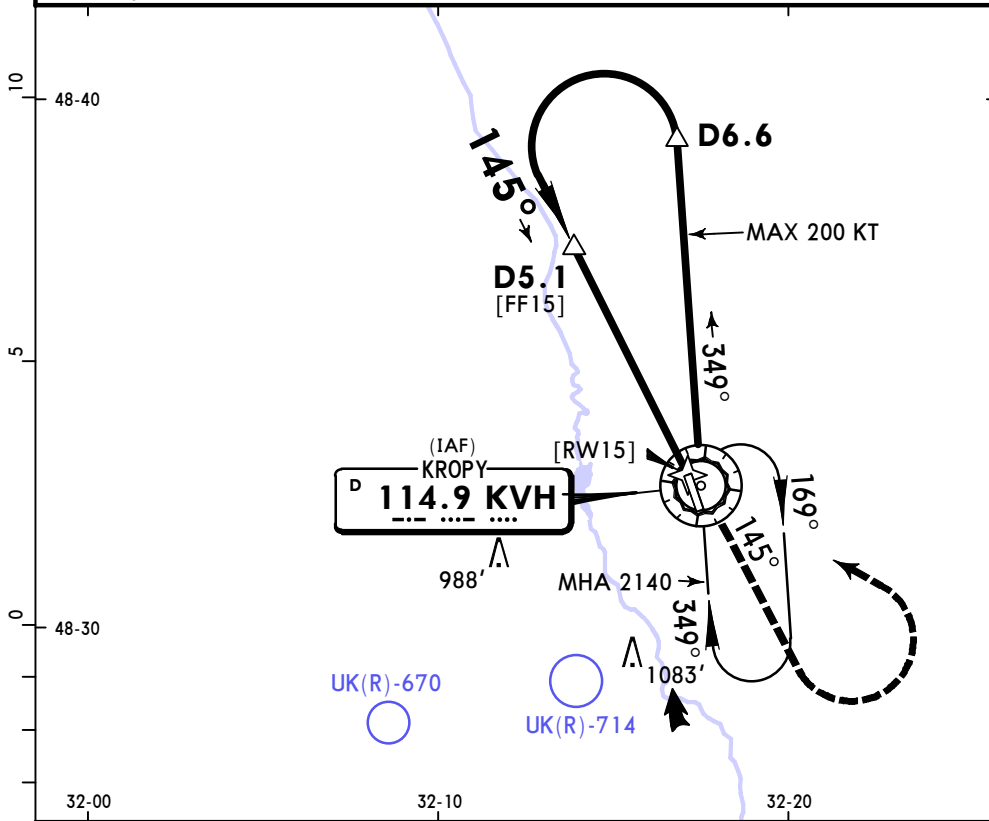 10
48-40
145°
D6.6
MAX 200 KT
D5.1
[FF15]
5
349°
(IAF)
KROPY
[RW15]
D 114.9 KVH
169°
145°
988'
MHA 2140
349°
0
48-30
1083'
UK(R)-670
UK(R)-714
32-00
32-10
32-20